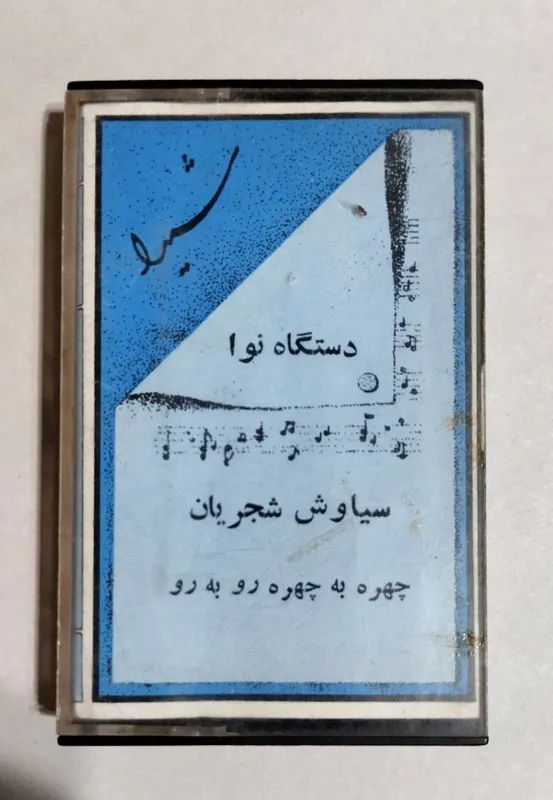 شیدا
دستگاه نوا
سیاوش شجریان
چهره به چهره رو به رو